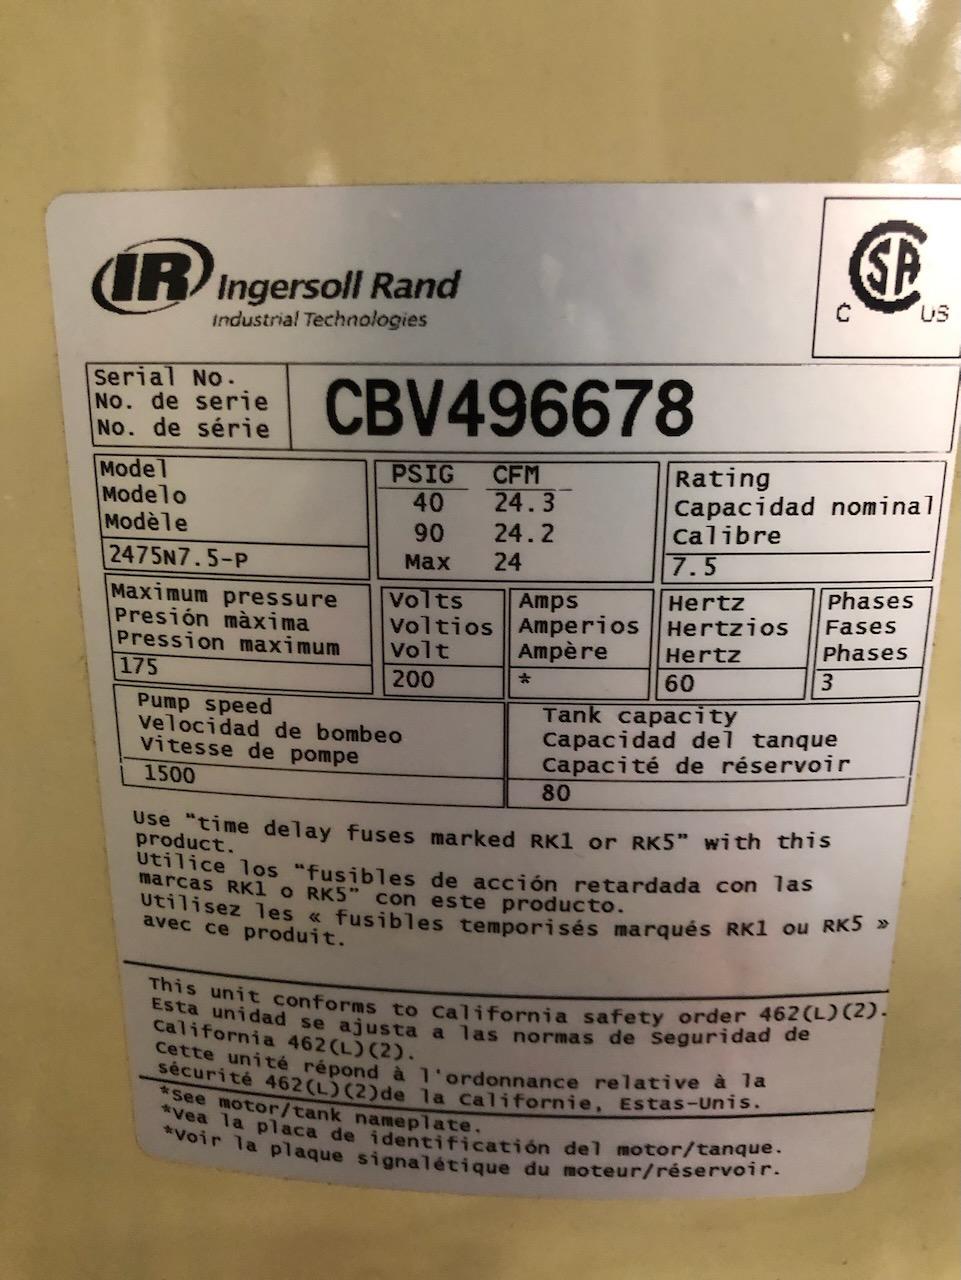 IR Ingersoll Rand
Industrial Technologies
CSA
C US
Serial No.
No. de serie
No. de série
CBV496678
Model
Modelo
Modèle
2475N7.5-P
PSIG CFM
40 24.3
90 24.2
Max 24
Rating
Capacidad nominal
Calibre
7.5
Maximum pressure
Presión màxima
Pression maximum
175
Volts
Voltios
Volt
200
Amps
Amperios
Ampère
*
Hertz
Hertzios
Hertz
60
Phases
Fases
Phases
3
Pump speed
Velocidad de bombeo
Vitesse de pompe
1500
Tank capacity
Capacidad del tanque
Capacité de réservoir
80
Use "time delay fuses marked RK1 or RK5" with this
product.
Utilice los "fusibles de acción retardada con las
marcas RK1 o RK5" con este producto.
Utilisez les « fusibles temporisés marqués RK1 ou RK5 »
avec ce produit.
This unit conforms to California safety order 462(L)(2).
Esta unidad se ajusta a las normas de Seguridad de
California 462(L)(2).
Cette unité répond à l'ordonnance relative à la
sécurité 462(L)(2)de la Californie, Estas-Unis.
*See motor/tank nameplate.
*Vea la placa de identificatión del motor/tanque.
*Voir la plaque signalétique du moteur/réservoir.